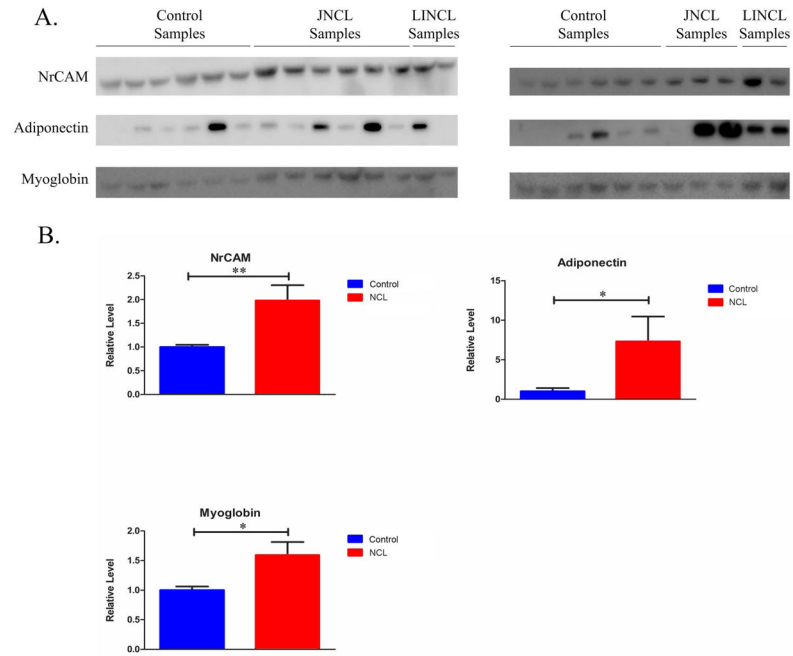 A.
Control Samples
JNCL Samples
LINCL Samples
Control Samples
JNCL Samples
LINCL Samples
NrCAM
Adiponectin
Myoglobin
B.
NrCAM
**
Relative Level
2.5
2.0
1.5
1.0
0.5
0.0
Control
NCL
Adiponectin
*
Relative Level
15
10
5
0
Control
NCL
Myoglobin
*
Relative Level
2.0
1.5
1.0
0.5
0.0
Control
NCL